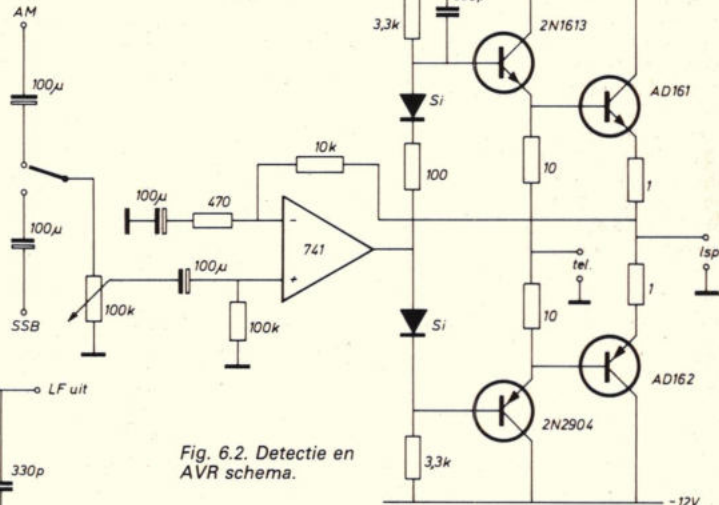 AM
100μ
3,3k
2N1613
AD161
Si
10k
100
10
1
100μ
470
741
-
+
100μ
100μ
tel.
lsp
SSB
100k
100k
Si
10
1
AD162
LF uit
2N2904
330p
3,3k
Fig. 6.2. Detectie en
AVR schema.
-12V